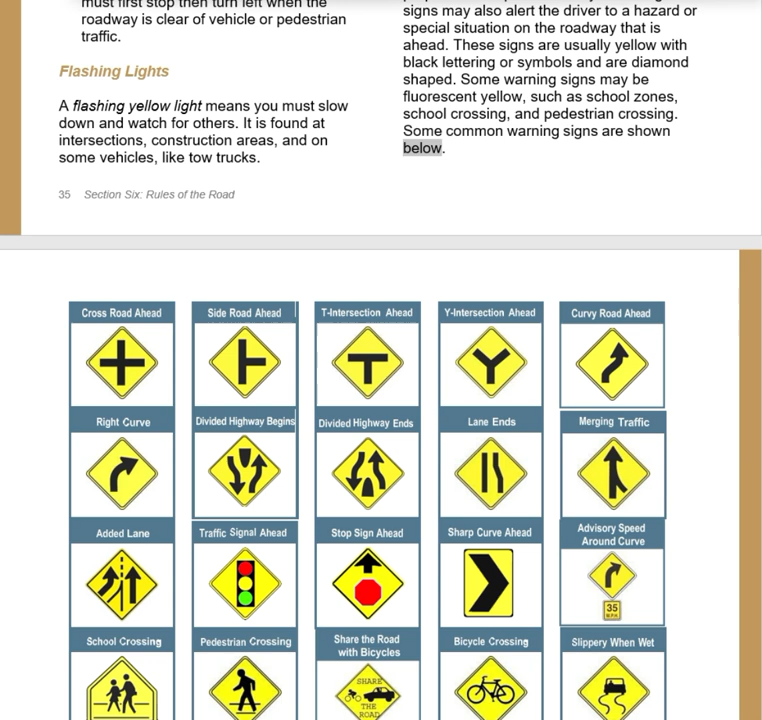 must first stop then turn left when the
roadway is clear of vehicle or pedestrian
traffic.
Flashing Lights
A flashing yellow light means you must slow
down and watch for others. It is found at
intersections, construction areas, and on
some vehicles, like tow trucks.
35 Section Six: Rules of the Road
signs may also alert the driver to a hazard or
special situation on the roadway that is
ahead. These signs are usually yellow with
black lettering or symbols and are diamond
shaped. Some warning signs may be
fluorescent yellow, such as school zones,
school crossing, and pedestrian crossing.
Some common warning signs are shown
below.
Cross Road Ahead
Side Road Ahead
T-Intersection Ahead
Y-Intersection Ahead
Curvy Road Ahead
Right Curve
Divided Highway Begins
Divided Highway Ends
Lane Ends
Merging Traffic
Added Lane
Traffic Signal Ahead
Stop Sign Ahead
Sharp Curve Ahead
Advisory Speed
Around Curve
35
M.P.H.
School Crossing
Pedestrian Crossing
Share the Road
with Bicycles
SHARE
THE
ROAD
Bicycle Crossing
Slippery When Wet